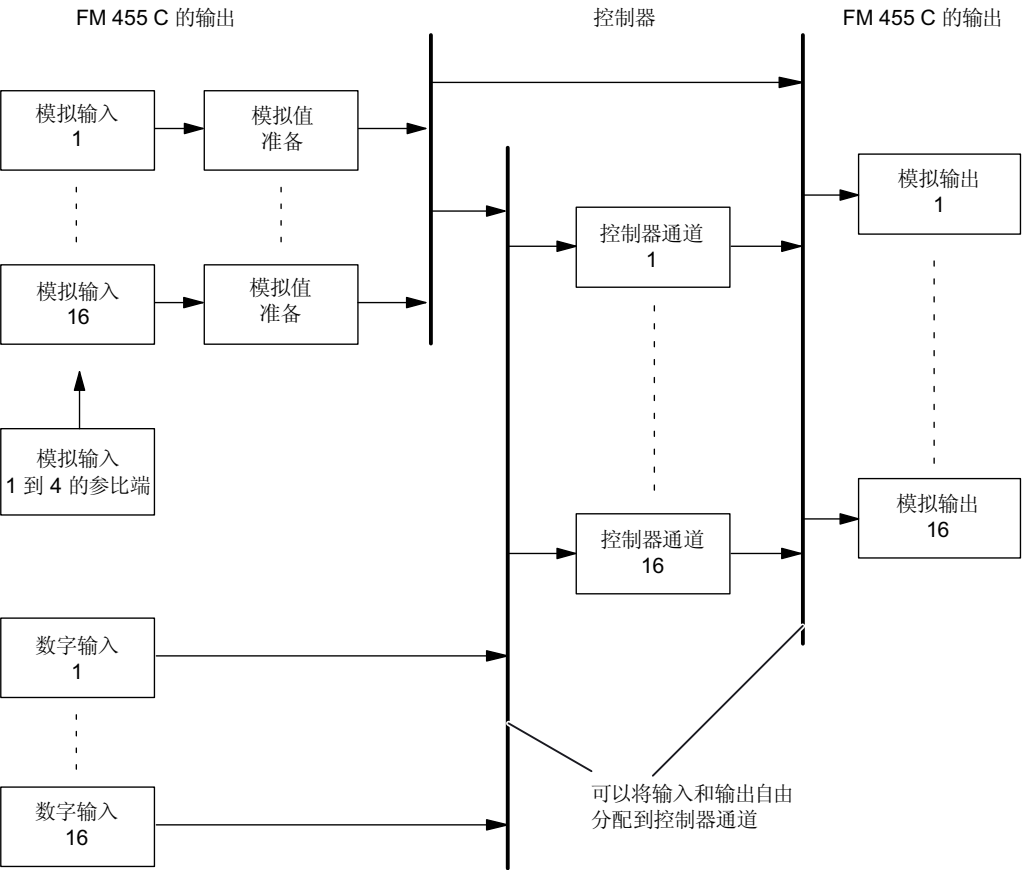 FM 455 C 的输出
控制器
FM 455 C 的输出
模拟输入
1
模拟值
准备
模拟输出
1
控制器通道
1
模拟输入
16
模拟值
准备
模拟输入
1 到 4 的参比端
模拟输出
16
控制器通道
16
数字输入
1
可以将输入和输出自由
分配到控制器通道
数字输入
16